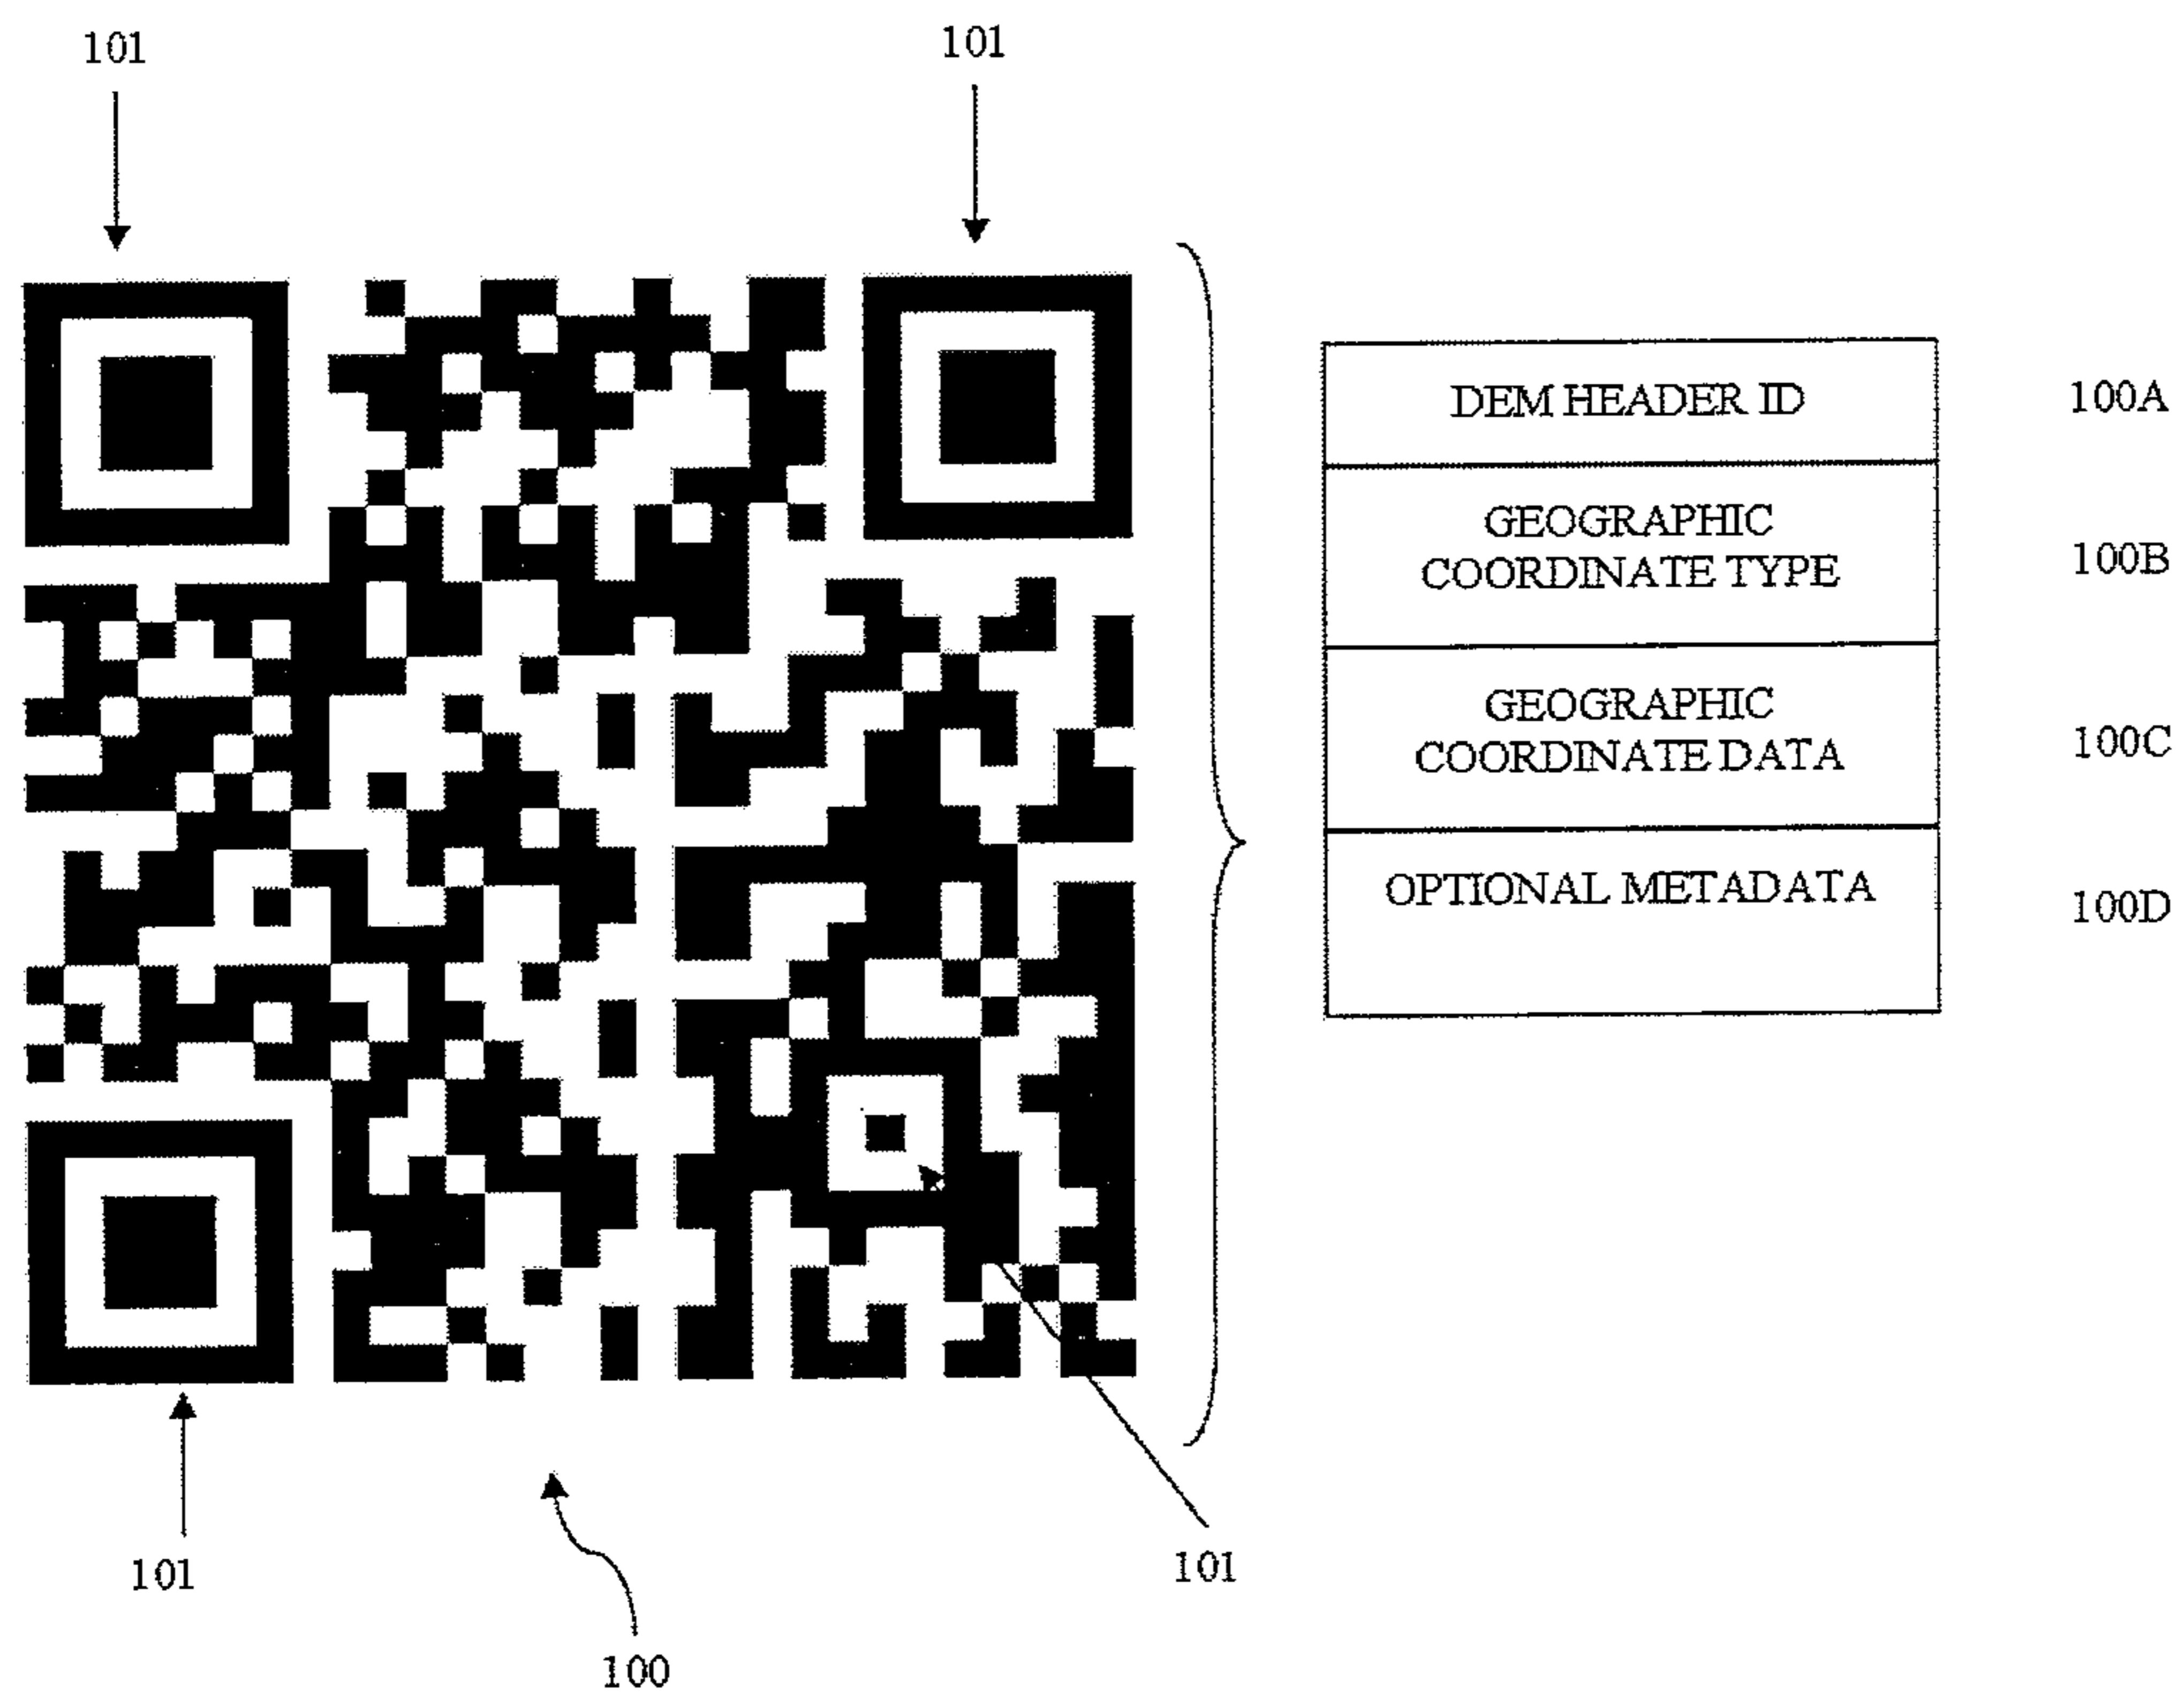 101
101
DEM HEADER ID
100A
GEOGRAPHIC
COORDINATE TYPE
100B
GEOGRAPHIC
COORDINATE DATA
100C
OPTIONAL METADATA
100D
101
101
100